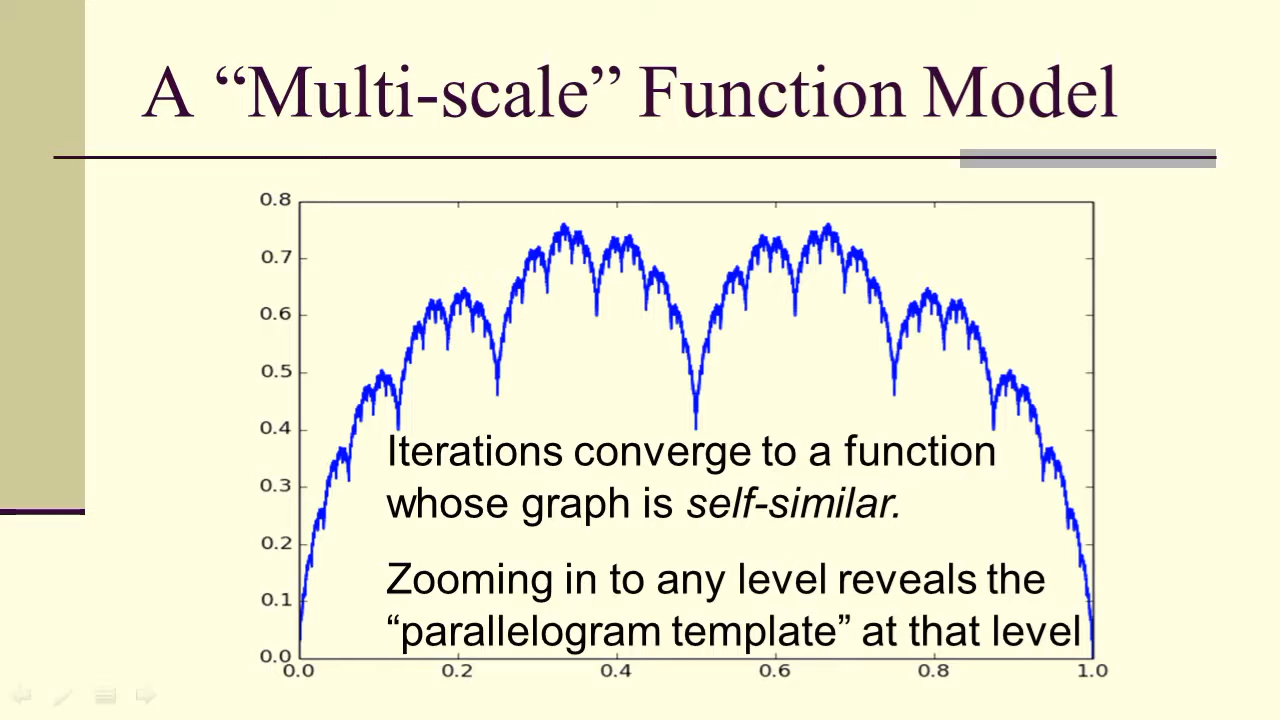 A “Multi-scale” Function Model
0.8
0.7
0.6
0.5
0.4
0.3
0.2
0.1
0.0
Iterations converge to a function
whose graph is self-similar.
Zooming in to any level reveals the
“parallelogram template” at that level
0.0 0.2 0.4 0.6 0.8 1.0